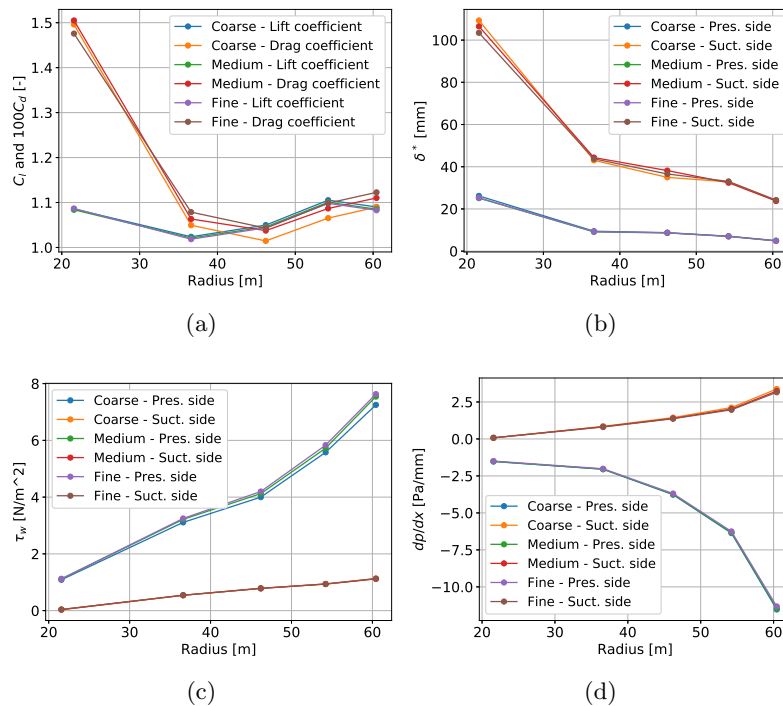 1.5
1.4
1.3
1.2
1.1
1.0
C_l and 100C_d [-]
20 30 40 50 60
Radius [m]
Coarse - Lift coefficient
Coarse - Drag coefficient
Medium - Lift coefficient
Medium - Drag coefficient
Fine - Lift coefficient
Fine - Drag coefficient
(a)
100
80
60
40
20
0
δ* [mm]
20 30 40 50 60
Radius [m]
Coarse - Pres. side
Coarse - Suct. side
Medium - Pres. side
Medium - Suct. side
Fine - Pres. side
Fine - Suct. side
(b)
8
6
4
2
0
τ_w [N/m^2]
20 30 40 50 60
Radius [m]
Coarse - Pres. side
Coarse - Suct. side
Medium - Pres. side
Medium - Suct. side
Fine - Pres. side
Fine - Suct. side
(c)
2.5
0.0
−2.5
−5.0
−7.5
−10.0
dp/dx [Pa/mm]
20 30 40 50 60
Radius [m]
Coarse - Pres. side
Coarse - Suct. side
Medium - Pres. side
Medium - Suct. side
Fine - Pres. side
Fine - Suct. side
(d)